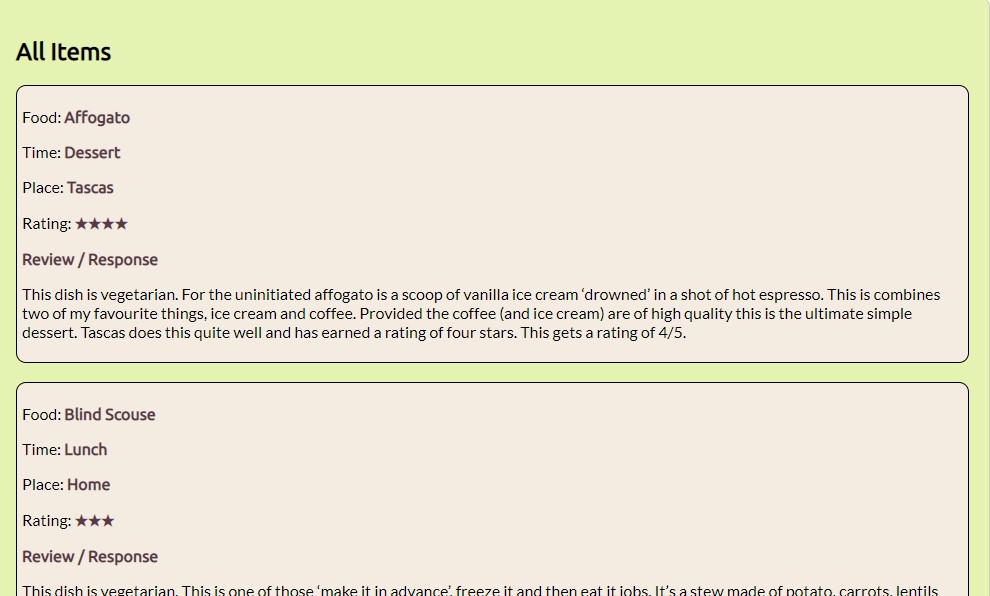 All Items
Food: Affogato
Time: Dessert
Place: Tascas
Rating: ★★★★
Review / Response
This dish is vegetarian. For the uninitiated affogato is a scoop of vanilla ice cream ‘drowned’ in a shot of hot espresso. This is combines
two of my favourite things, ice cream and coffee. Provided the coffee (and ice cream) are of high quality this is the ultimate simple
dessert. Tascas does this quite well and has earned a rating of four stars. This gets a rating of 4/5.
Food: Blind Scouse
Time: Lunch
Place: Home
Rating: ★★★
Review / Response
This dish is vegetarian. This is one of those ‘make it in advance’, freeze it and then eat it jobs. It’s a stew made of potato, carrots, lentils